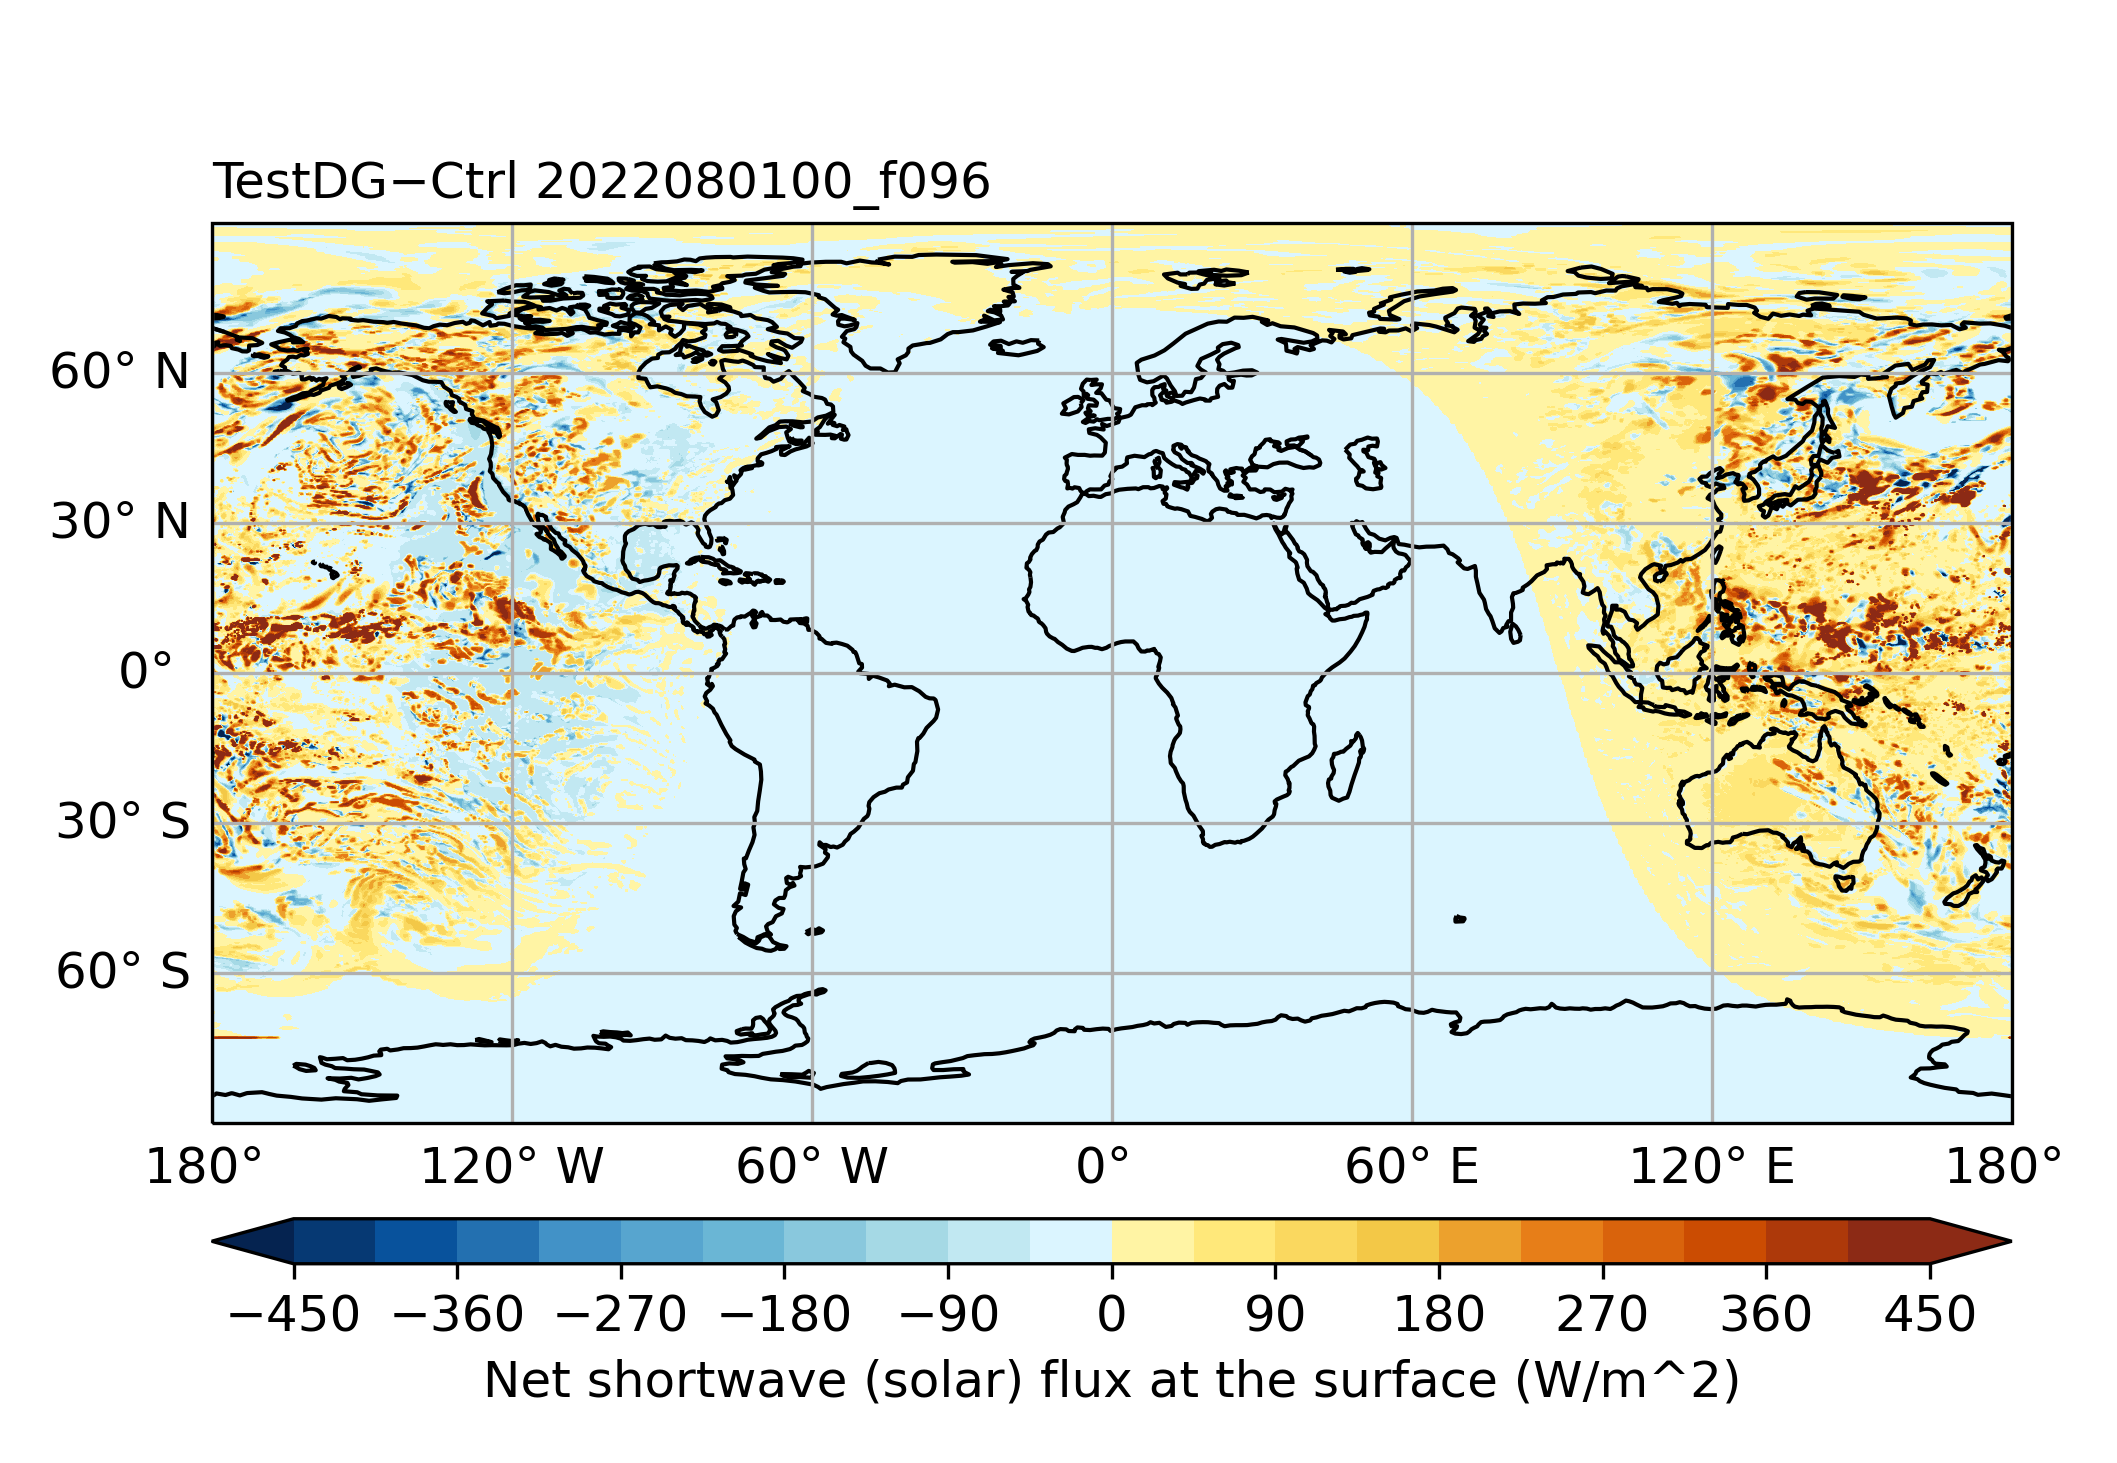 TestDG−Ctrl 2022080100_f096
60° N
30° N
0°
30° S
60° S
180° 120° W 60° W 0° 60° E 120° E 180°
−450 −360 −270 −180 −90 0 90 180 270 360 450
Net shortwave (solar) flux at the surface (W/m^2)